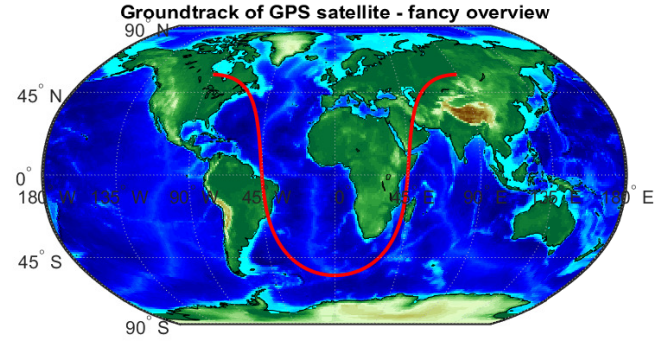 Groundtrack of GPS satellite - fancy overview
90° N
45° N
0°
180° W 135° W 90° W 45° W 0 45° E 90° E 135° E 180° E
45° S
90° S